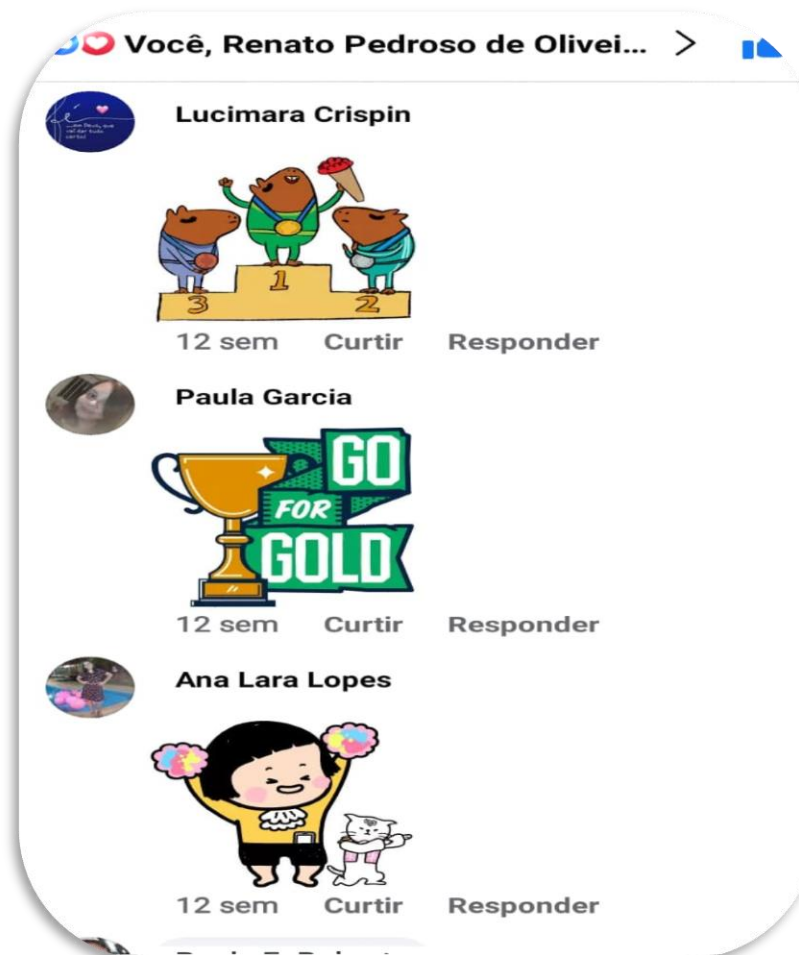 Você, Renato Pedroso de Olivei...
Lucimara Crispin
1
3
2
12 sem Curtir Responder
Paula Garcia
GO
FOR
GOLD
12 sem Curtir Responder
Ana Lara Lopes
12 sem Curtir Responder